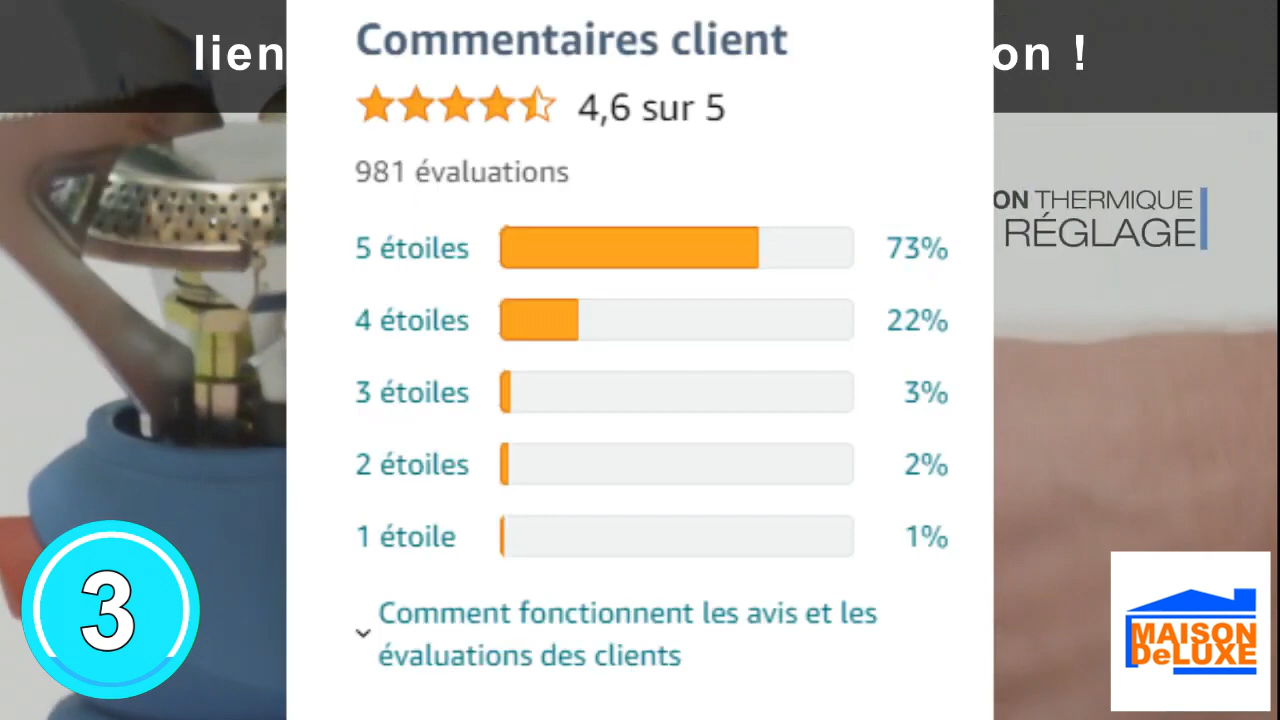 Commentaires client
lien
on !
4,6 sur 5
981 évaluations
ON THERMIQUE
RÉGLAGE
5 étoiles 73%
4 étoiles 22%
3 étoiles 3%
2 étoiles 2%
1 étoile 1%
Comment fonctionnent les avis et les
évaluations des clients
3
MAISON
DeLUXE